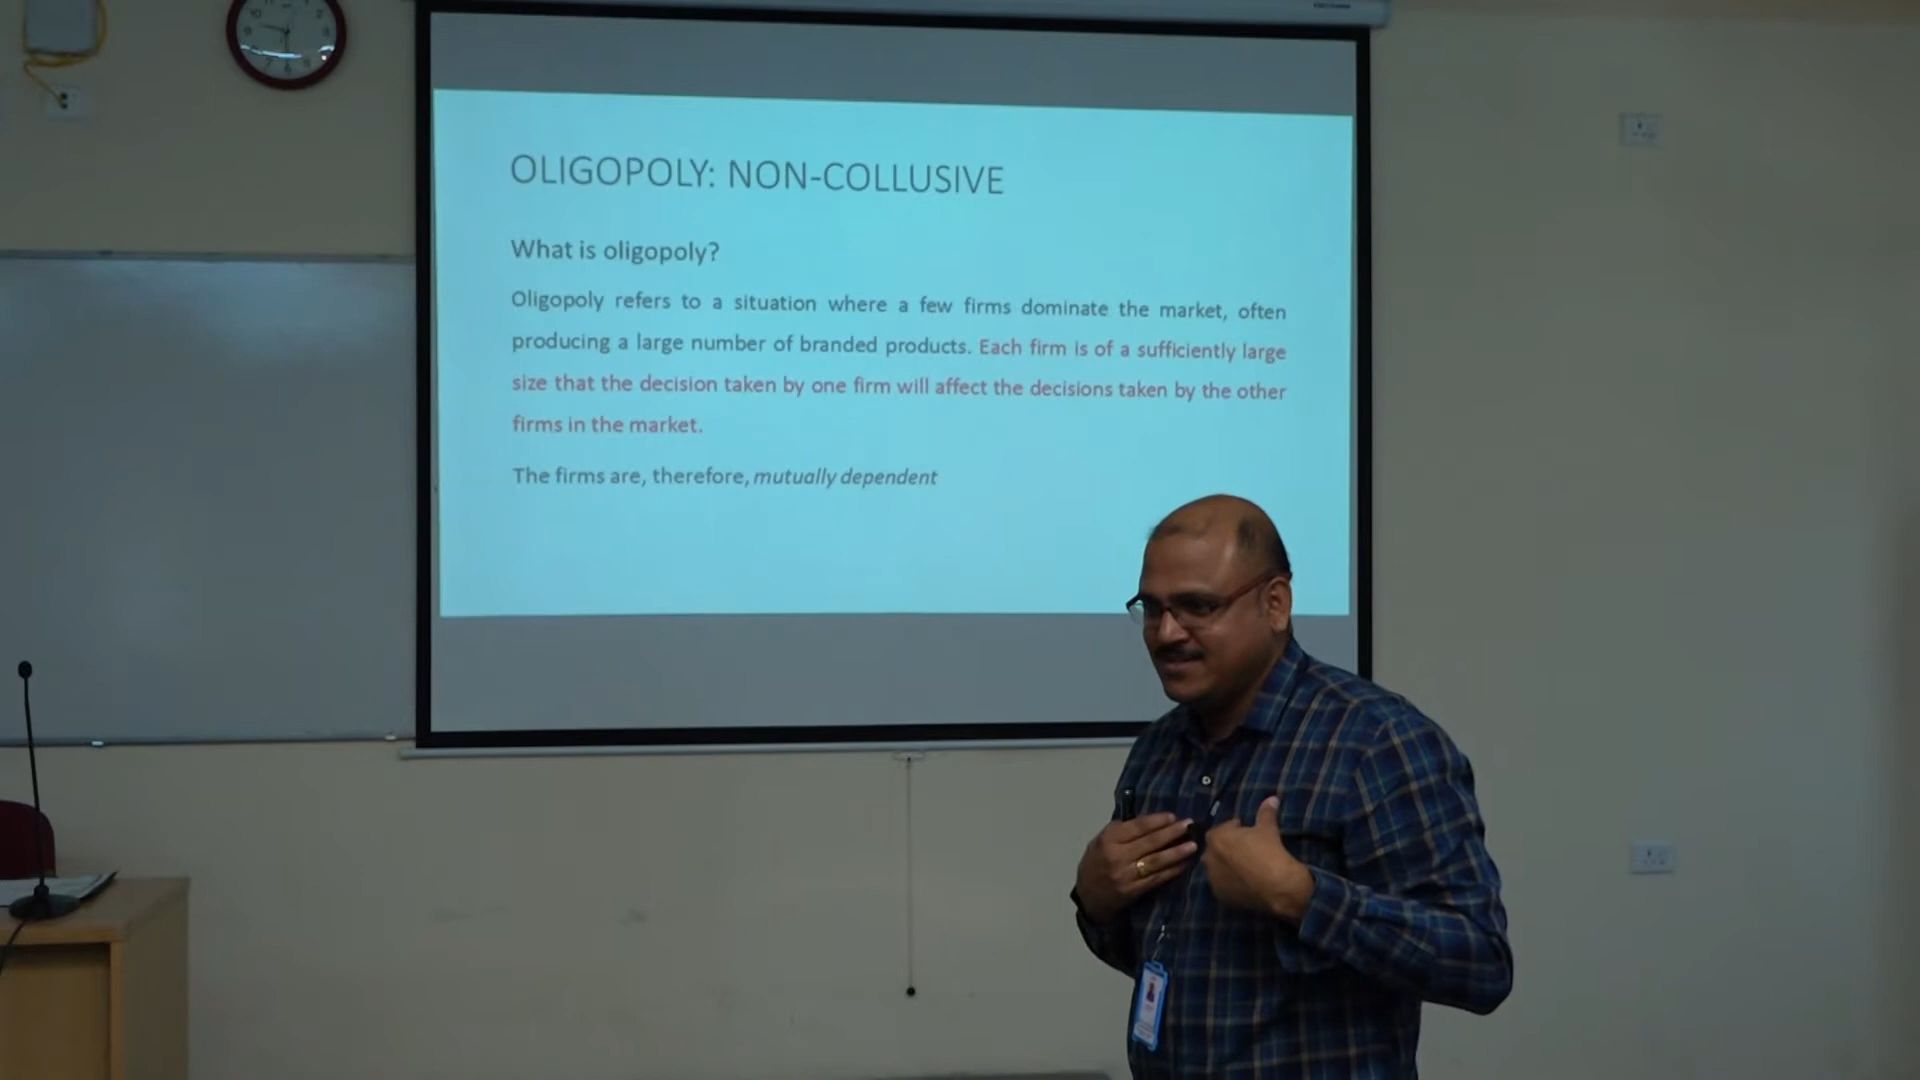 OLIGOPOLY: NON-COLLUSIVE
What is oligopoly?
Oligopoly refers to a situation where a few firms dominate the market, often
producing a large number of branded products. Each firm is of a sufficiently large
size that the decision taken by one firm will affect the decisions taken by the other
firms in the market.
The firms are, therefore, mutually dependent